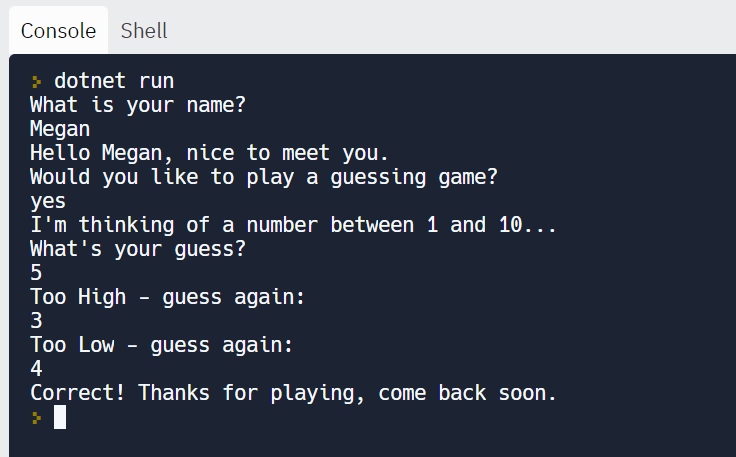 Console Shell
> dotnet run
What is your name?
Megan
Hello Megan, nice to meet you.
Would you like to play a guessing game?
yes
I'm thinking of a number between 1 and 10...
What's your guess?
5
Too High - guess again:
3
Too Low - guess again:
4
Correct! Thanks for playing, come back soon.
>